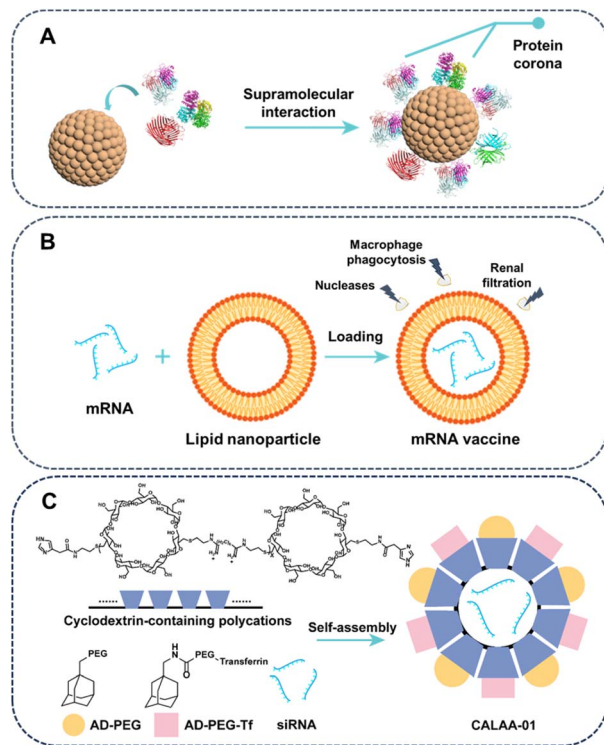 A
Supramolecular
interaction
Protein
corona
B
Macrophage
phagocytosis
Renal
filtration
Nucleases
mRNA
+
Lipid nanoparticle
Loading
mRNA vaccine
C
Cyclodextrin-containing polycations
Self-assembly
PEG
H
N
O
PEG
Transferrin
AD-PEG
AD-PEG-Tf
siRNA
CALAA-01